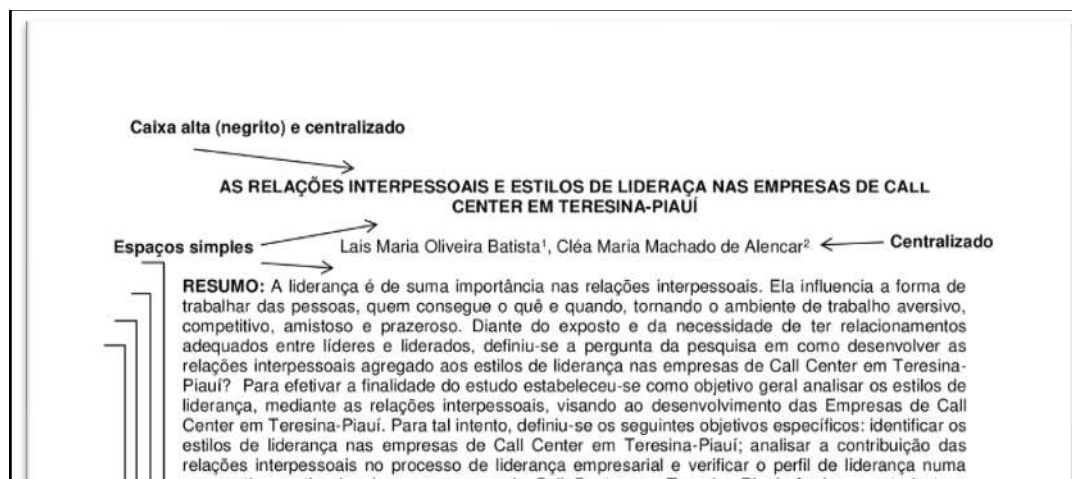 Caixa alta (negrito) e centralizado
AS RELAÇÕES INTERPESSOAIS E ESTILOS DE LIDERAÇA NAS EMPRESAS DE CALL
CENTER EM TERESINA-PIAUÍ
Espaços simples
Lais Maria Oliveira Batista¹, Cléa Maria Machado de Alencar²
Centralizado
RESUMO: A liderança é de suma importância nas relações interpessoais. Ela influencia a forma de
trabalhar das pessoas, quem consegue o quê e quando, tornando o ambiente de trabalho aversivo,
competitivo, amistoso e prazeroso. Diante do exposto e da necessidade de ter relacionamentos
adequados entre líderes e liderados, definiu-se a pergunta da pesquisa em como desenvolver as
relações interpessoais agregado aos estilos de liderança nas empresas de Call Center em Teresina-
Piauí? Para efetivar a finalidade do estudo estabeleceu-se como objetivo geral analisar os estilos de
liderança, mediante as relações interpessoais, visando ao desenvolvimento das Empresas de Call
Center em Teresina-Piauí. Para tal intento, definiu-se os seguintes objetivos específicos: identificar os
estilos de liderança nas empresas de Call Center em Teresina-Piauí; analisar a contribuição das
relações interpessoais no processo de liderança empresarial e verificar o perfil de liderança numa